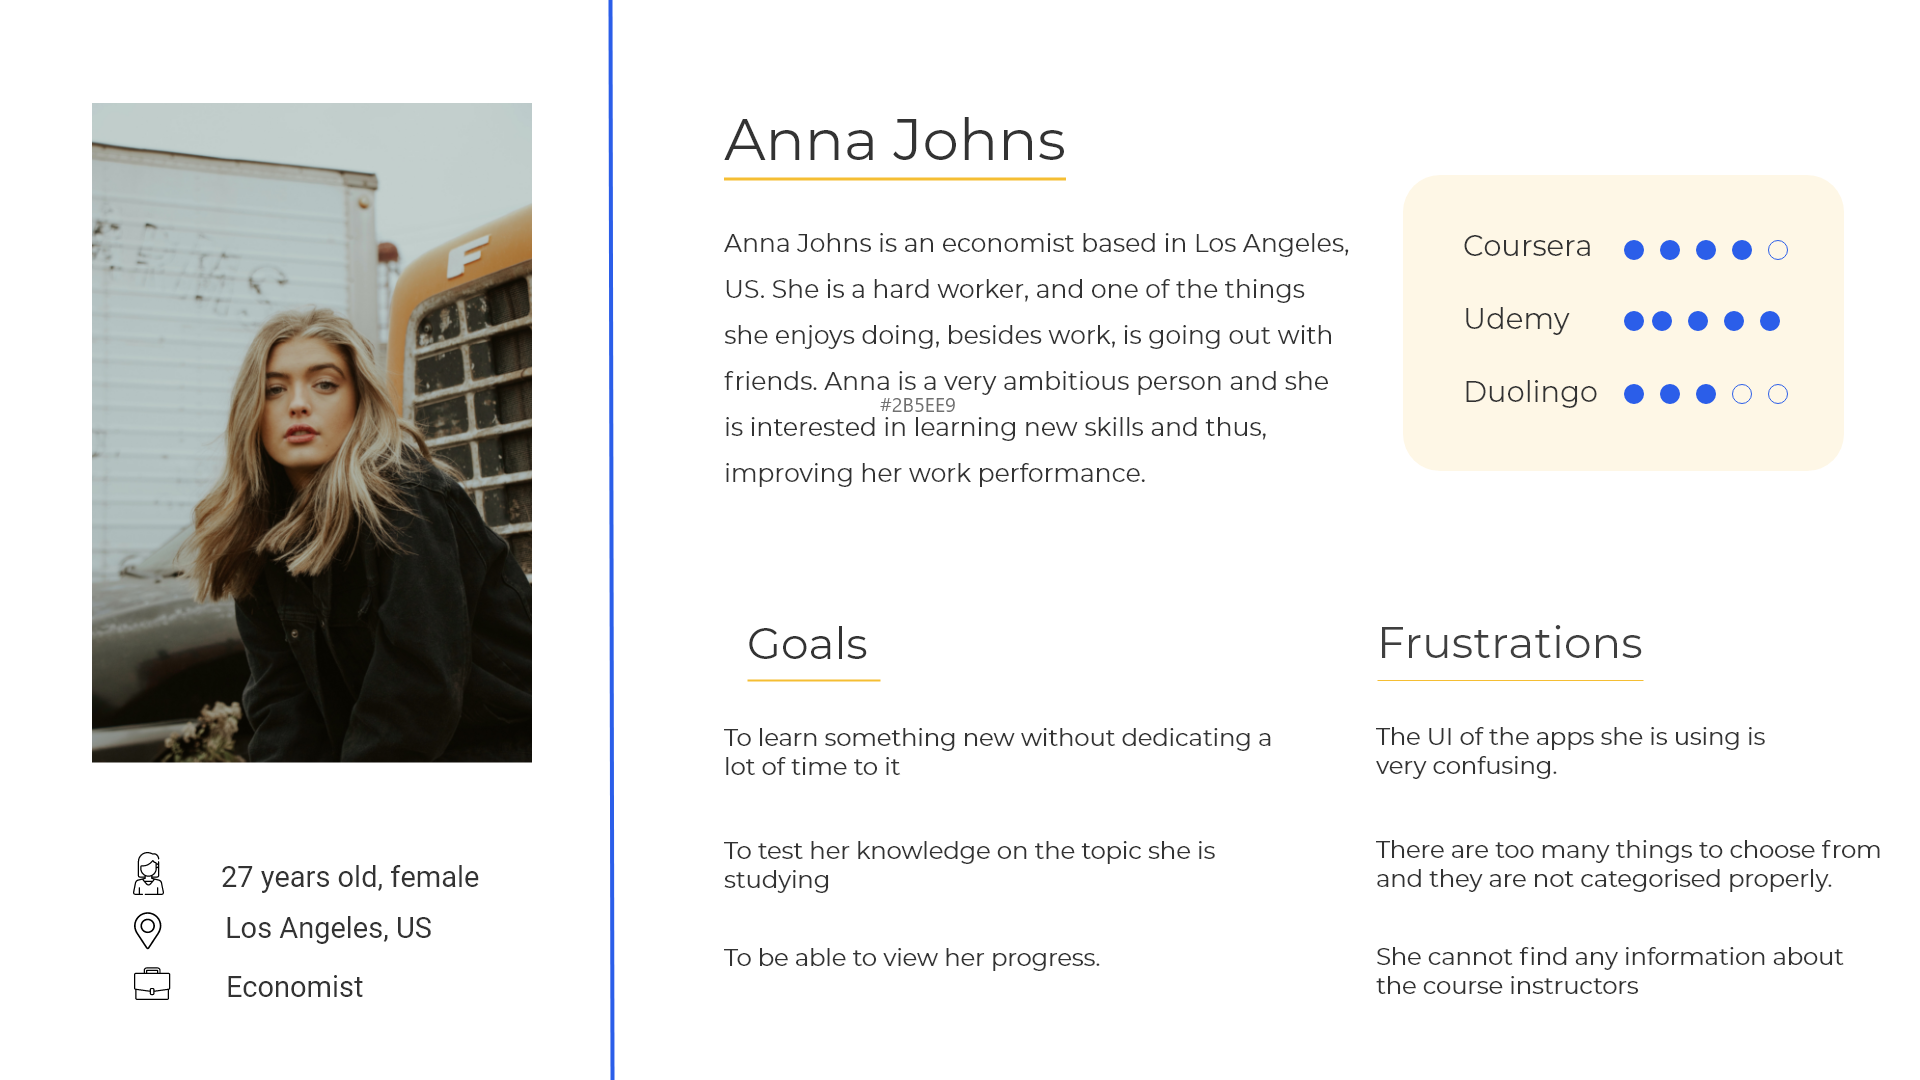 Anna Johns
Anna Johns is an economist based in Los Angeles,
US. She is a hard worker, and one of the things
she enjoys doing, besides work, is going out with
friends. Anna is a very ambitious person and she
#2B5EE9
is interested in learning new skills and thus,
improving her work performance.
Coursera
Udemy
Duolingo
F
27 years old, female
Los Angeles, US
Economist
Goals
To learn something new without dedicating a
lot of time to it
To test her knowledge on the topic she is
studying
To be able to view her progress.
Frustrations
The UI of the apps she is using is
very confusing.
There are too many things to choose from
and they are not categorised properly.
She cannot find any information about
the course instructors